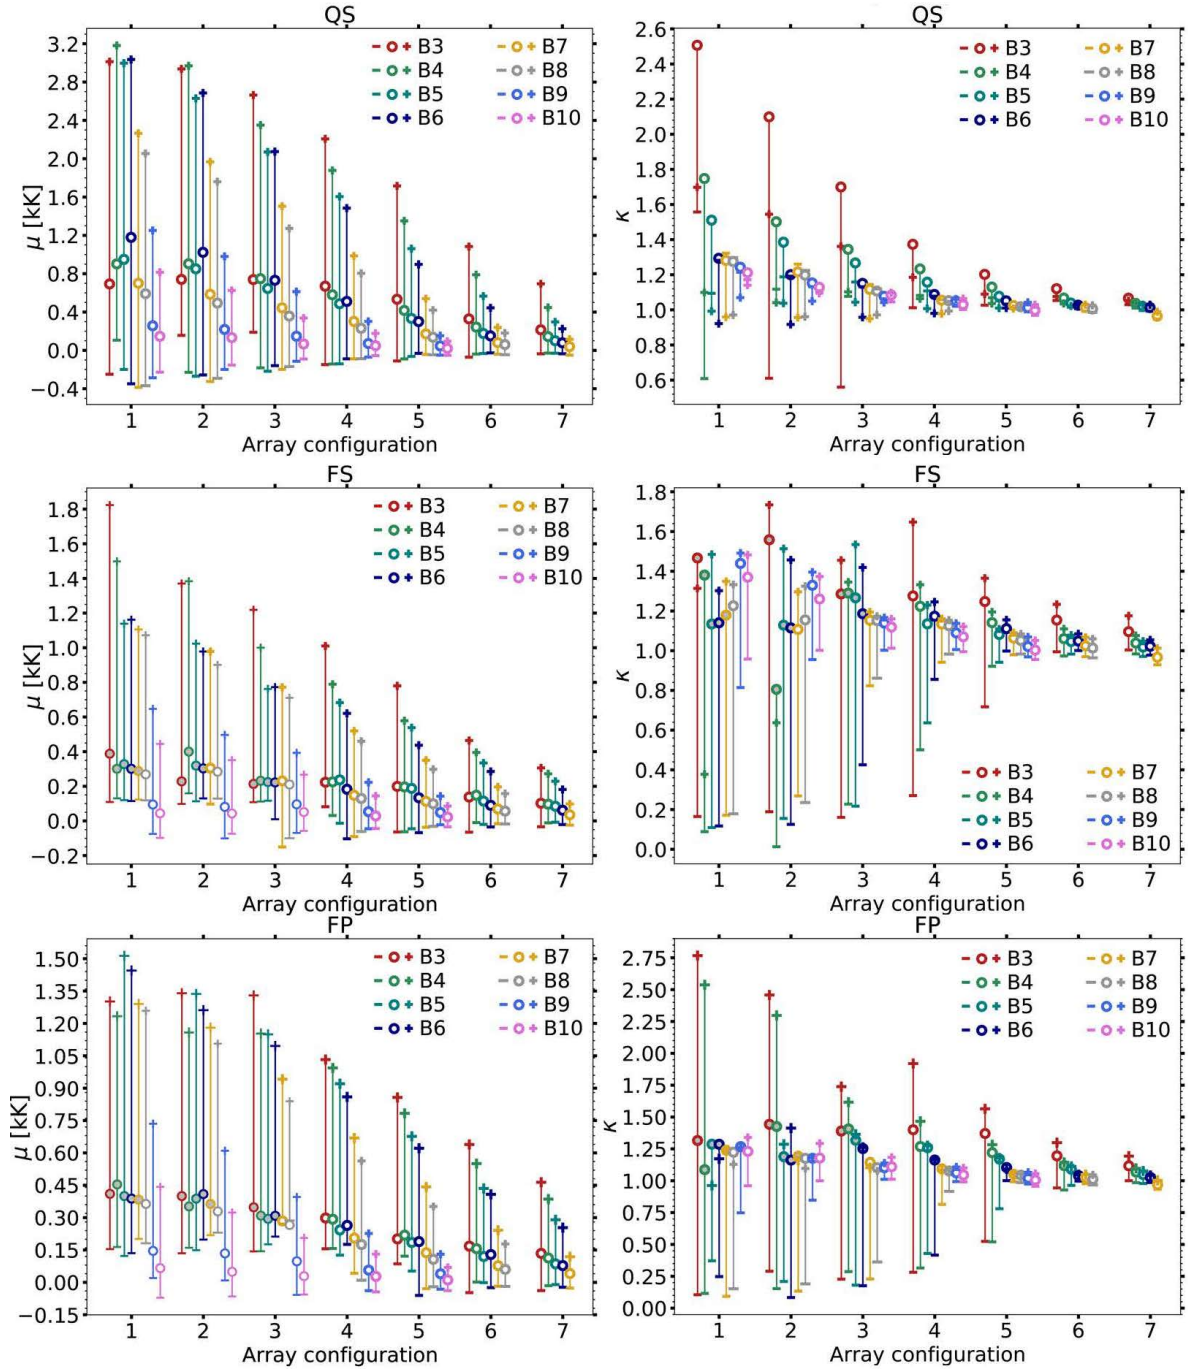 QS
3.2
2.8
2.4
2.0
1.6
1.2
0.8
0.4
0.0
−0.4
μ [kK]
B3 B7
B4 B8
B5 B9
B6 B10
1 2 3 4 5 6 7
Array configuration
QS
2.6
2.4
2.2
2.0
1.8
1.6
1.4
1.2
1.0
0.8
0.6
κ
B3 B7
B4 B8
B5 B9
B6 B10
1 2 3 4 5 6 7
Array configuration
FS
1.8
1.6
1.4
1.2
1.0
0.8
0.6
0.4
0.2
0.0
−0.2
μ [kK]
B3 B7
B4 B8
B5 B9
B6 B10
1 2 3 4 5 6 7
Array configuration
FS
1.8
1.6
1.4
1.2
1.0
0.8
0.6
0.4
0.2
0.0
κ
B3 B7
B4 B8
B5 B9
B6 B10
1 2 3 4 5 6 7
Array configuration
FP
1.50
1.35
1.20
1.05
0.90
0.75
0.60
0.45
0.30
0.15
0.00
−0.15
μ [kK]
B3 B7
B4 B8
B5 B9
B6 B10
1 2 3 4 5 6 7
Array configuration
FP
2.75
2.50
2.25
2.00
1.75
1.50
1.25
1.00
0.75
0.50
0.25
0.00
κ
B3 B7
B4 B8
B5 B9
B6 B10
1 2 3 4 5 6 7
Array configuration